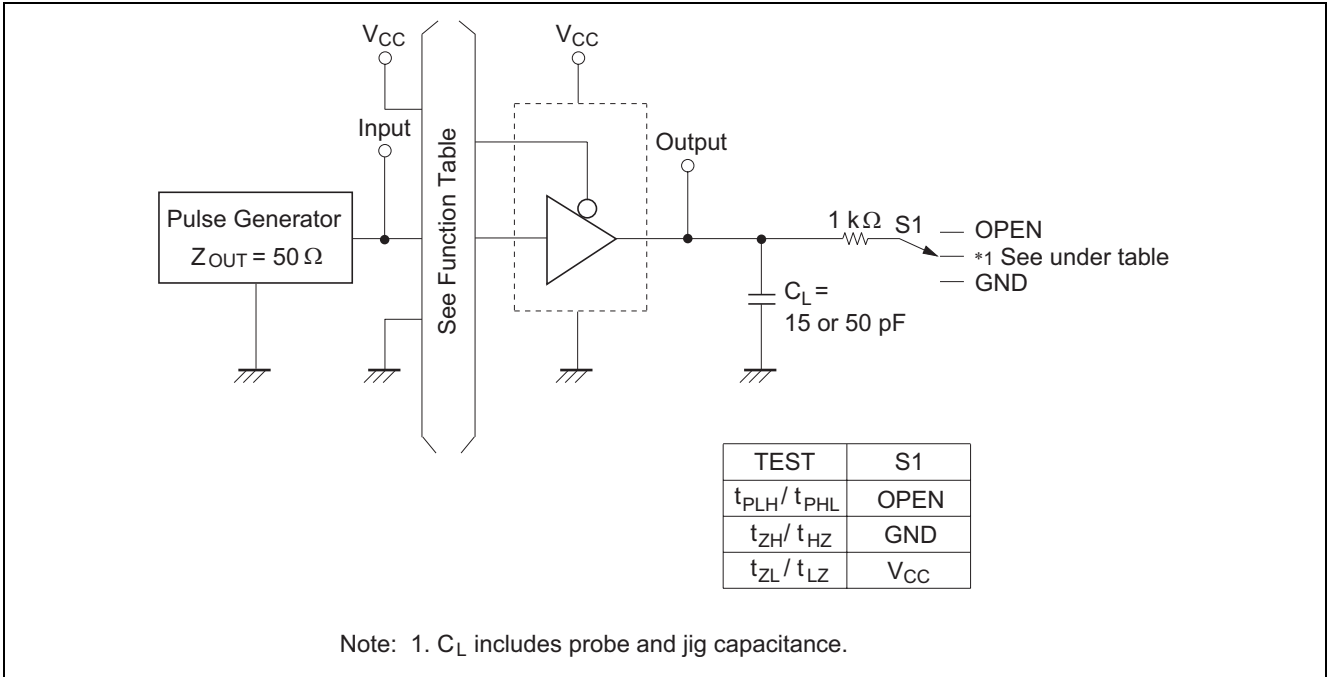 VCC
VCC
Input
Output
See Function Table
Pulse Generator
ZOUT = 50 Ω
1 kΩ
S1
OPEN
*1 See under table
GND
CL =
15 or 50 pF
TEST S1
tPLH / tPHL OPEN
tZH / tHZ GND
tZL / tLZ VCC
Note: 1. CL includes probe and jig capacitance.